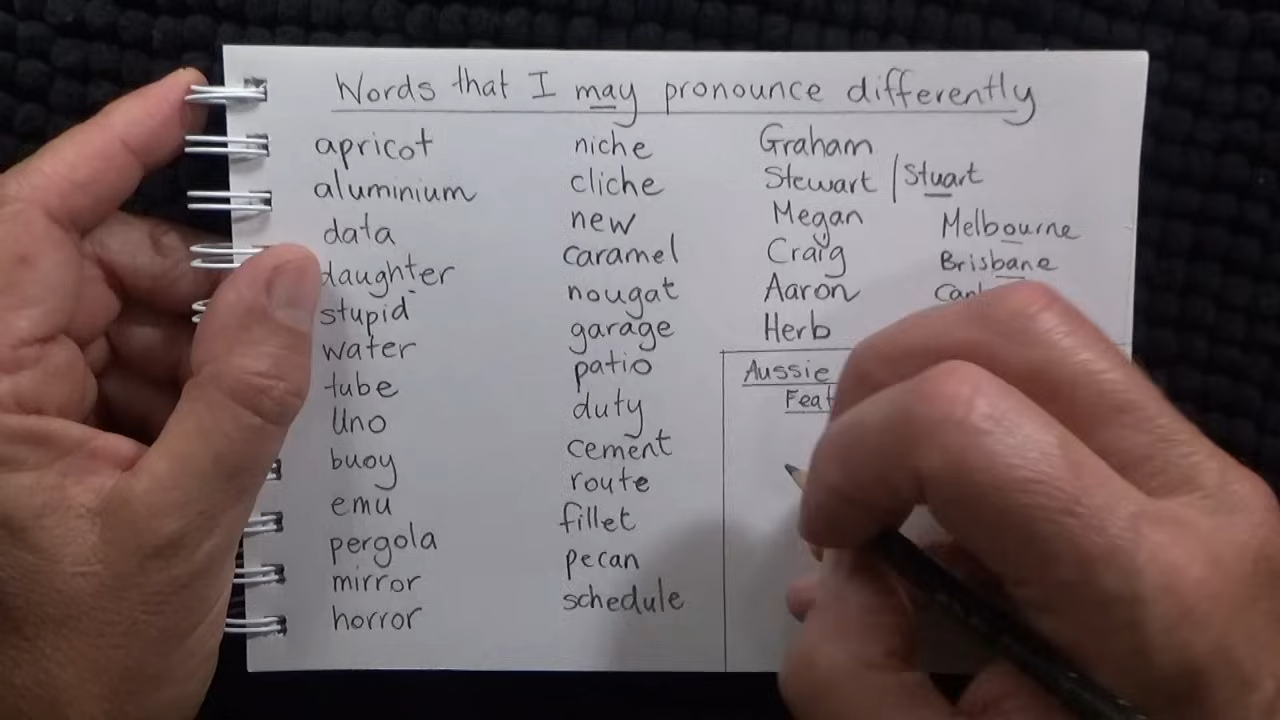 Words that I may pronounce differently
apricot
aluminium
data
daughter
stupid
water
tube
Uno
buoy
emu
pergola
mirror
horror
niche
cliche
new
caramel
nougat
garage
patio
duty
cement
route
fillet
pecan
schedule
Graham
Stewart / Stuart
Megan
Craig
Aaron
Herb
Melbourne
Brisbane
Aussie